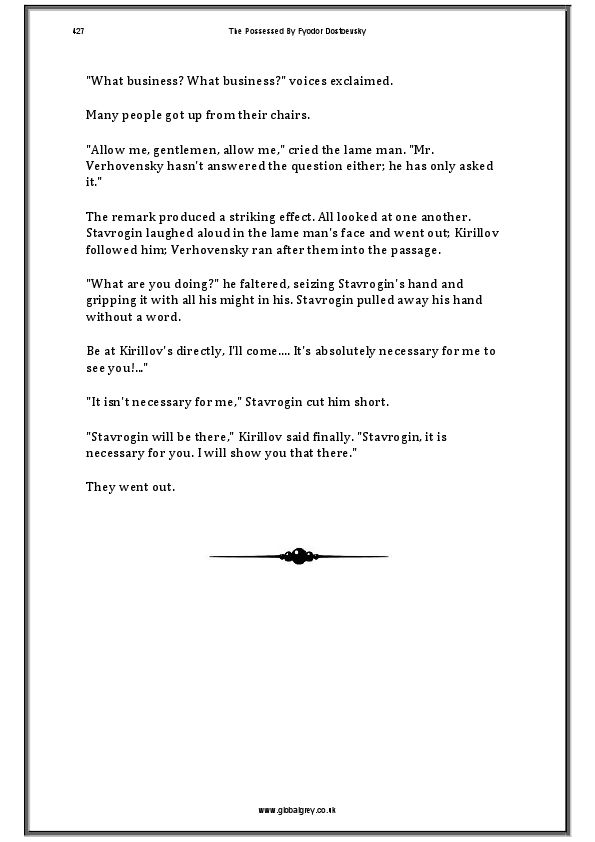 427
The Possessed By Fyodor Dostoevsky
"What business? What business?" voices exclaimed.
Many people got up from their chairs.
"Allow me, gentlemen, allow me," cried the lame man. "Mr.
Verhovensky hasn't answered the question either; he has only asked
it."
The remark produced a striking effect. All looked at one another.
Stavrogin laughed aloud in the lame man's face and went out; Kirillov
followed him; Verhovensky ran after them into the passage.
"What are you doing?" he faltered, seizing Stavrogin's hand and
gripping it with all his might in his. Stavrogin pulled away his hand
without a word.
Be at Kirillov's directly, I'll come.... It's absolutely necessary for me to
see you!..."
"It isn't necessary for me," Stavrogin cut him short.
"Stavrogin will be there," Kirillov said finally. "Stavrogin, it is
necessary for you. I will show you that there."
They went out.
www.globalgrey.co.uk